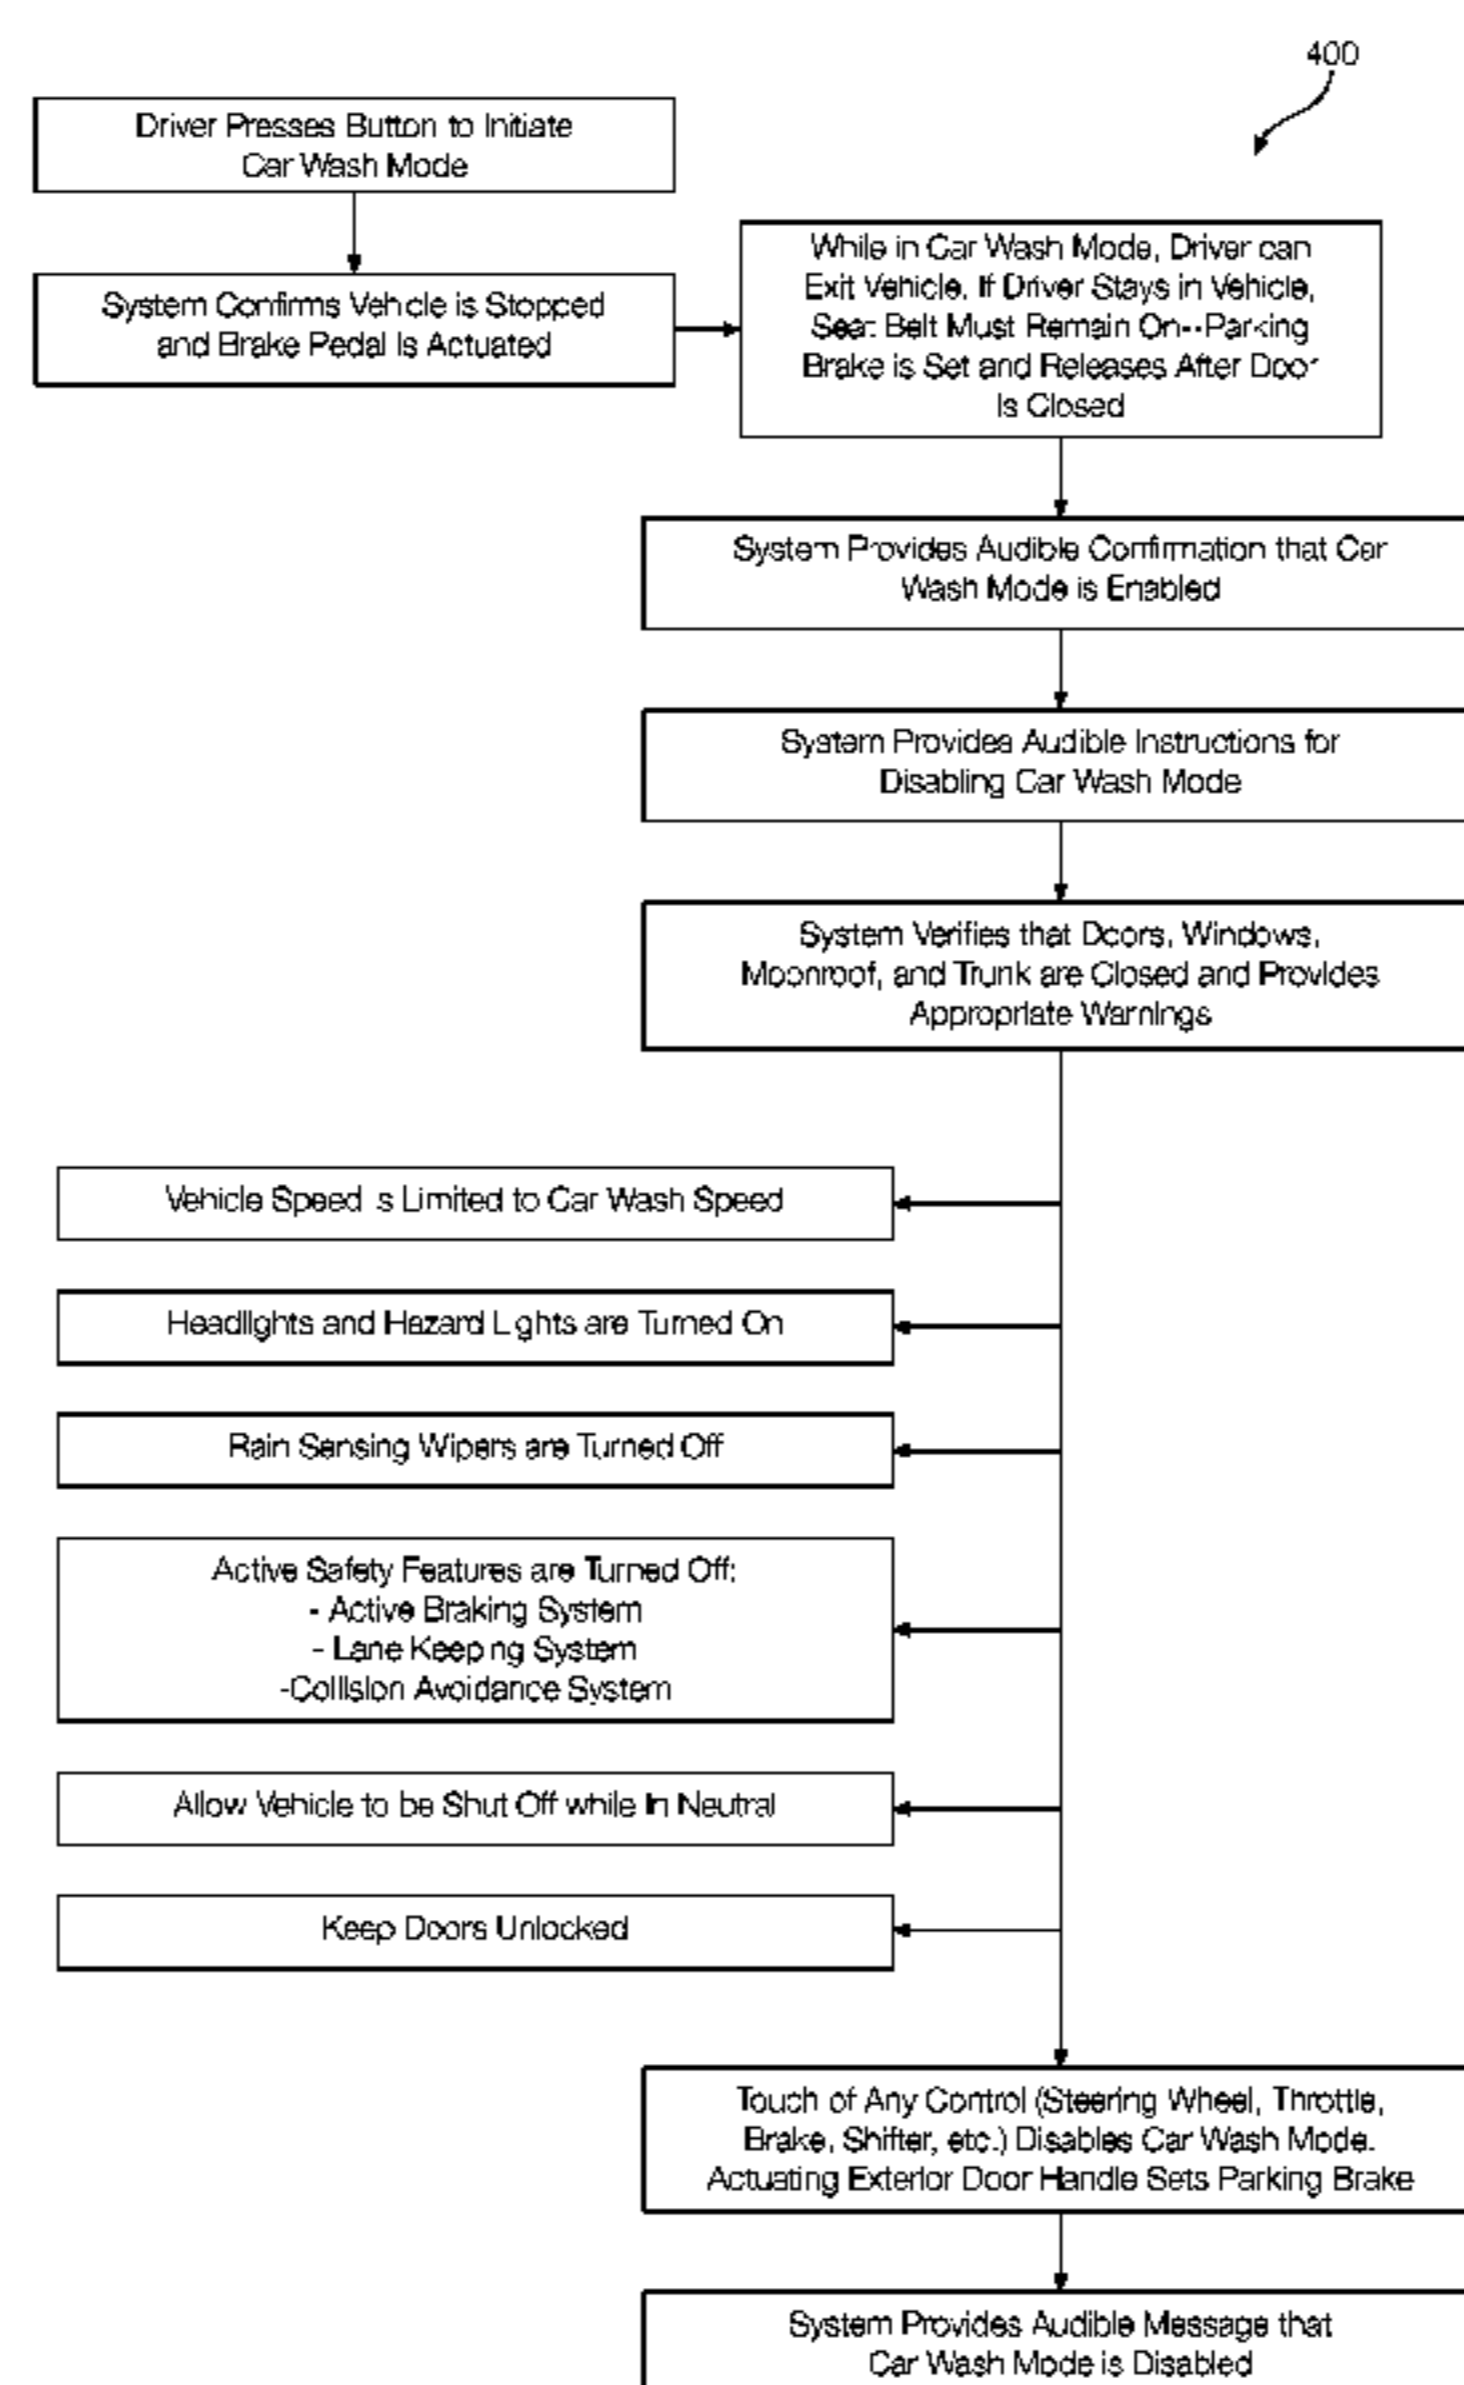 400
Driver Presses Button to Initiate
Car Wash Mode
System Confirms Vehicle is Stopped
and Brake Pedal Is Actuated
While in Car Wash Mode, Driver can
Exit Vehicle. If Driver Stays in Vehicle,
Seat Belt Must Remain On--Parking
Brake is Set and Releases After Door
Is Closed
System Provides Audible Confirmation that Car
Wash Mode is Enabled
System Provides Audible Instructions for
Disabling Car Wash Mode
System Verifies that Doors, Windows,
Moonroof, and Trunk are Closed and Provides
Appropriate Warnings
Vehicle Speed is Limited to Car Wash Speed
Headlights and Hazard Lights are Turned On
Rain Sensing Wipers are Turned Off
Active Safety Features are Turned Off:
- Active Braking System
- Lane Keeping System
-Collision Avoidance System
Allow Vehicle to be Shut Off while In Neutral
Keep Doors Unlocked
Touch of Any Control (Steering Wheel, Throttle,
Brake, Shifter, etc.) Disables Car Wash Mode.
Actuating Exterior Door Handle Sets Parking Brake
System Provides Audible Message that
Car Wash Mode is Disabled